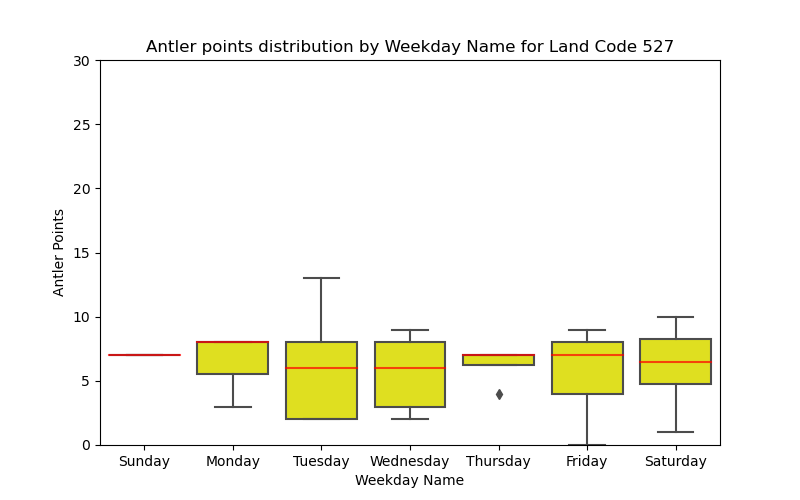 Antler points distribution by Weekday Name for Land Code 527
30
25
20
15
10
5
0
Antler Points
Sunday Monday Tuesday Wednesday Thursday Friday Saturday
Weekday Name